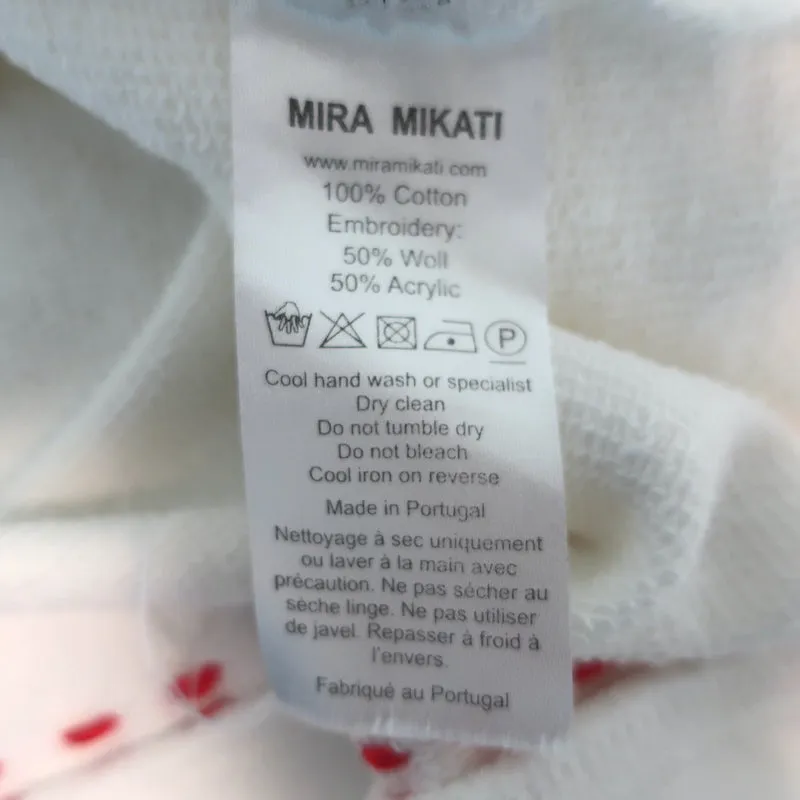 MIRA MIKATI
www.miramikati.com
100% Cotton
Embroidery:
50% Woll
50% Acrylic
P
Cool hand wash or specialist
Dry clean
Do not tumble dry
Do not bleach
Cool iron on reverse
Made in Portugal
Nettoyage à sec uniquement
ou laver à la main avec
précaution. Ne pas sécher au
sèche linge. Ne pas utiliser
de javel. Repasser à froid à
l'envers.
Fabriqué au Portugal